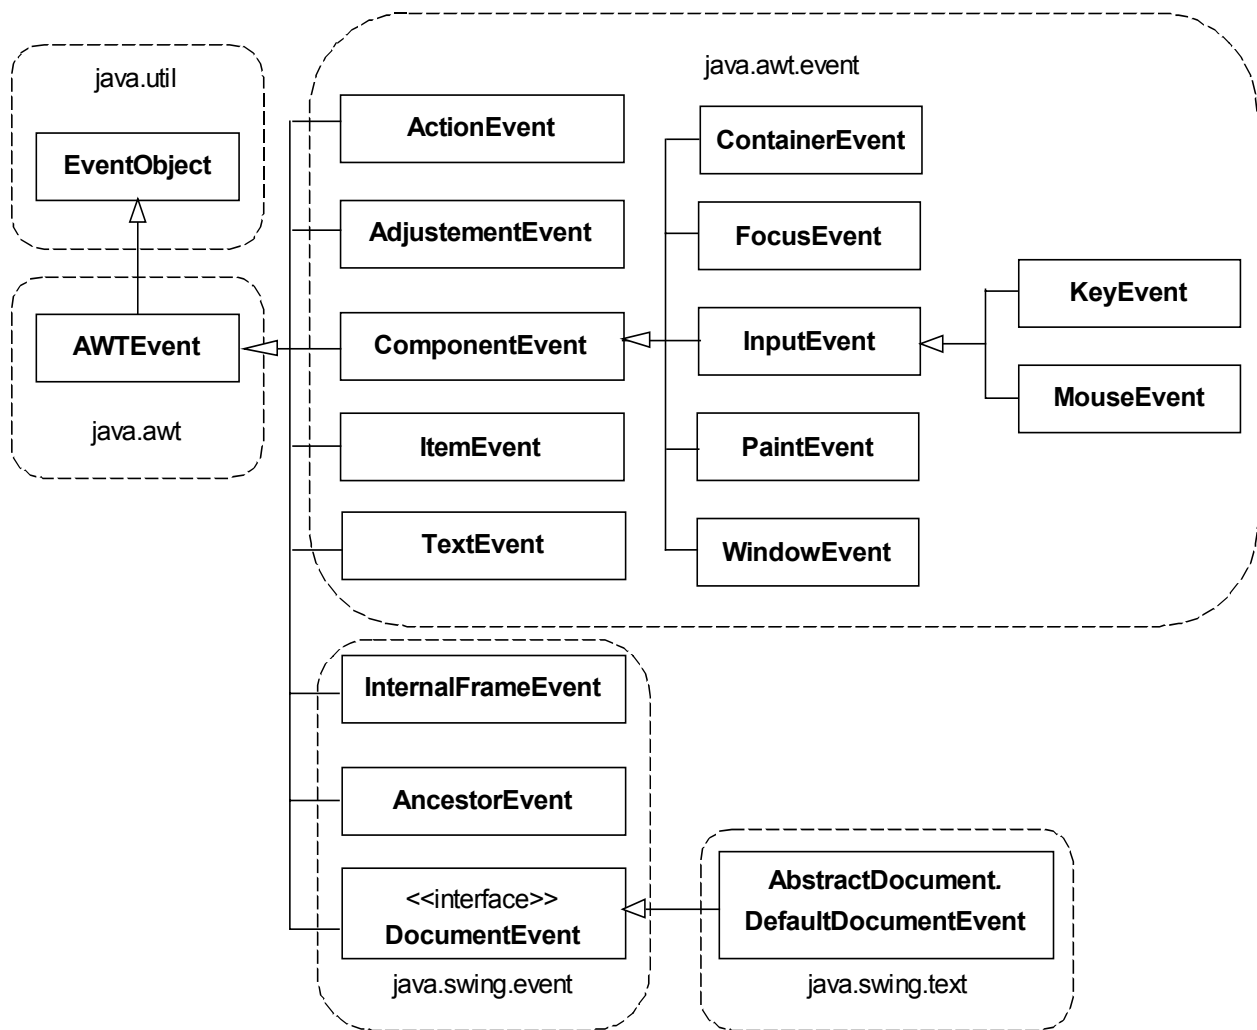 java.util
EventObject
AWTEvent
java.awt
java.awt.event
ActionEvent
AdjustementEvent
ComponentEvent
ItemEvent
TextEvent
ContainerEvent
FocusEvent
InputEvent
PaintEvent
WindowEvent
KeyEvent
MouseEvent
InternalFrameEvent
AncestorEvent
<<interface>>
DocumentEvent
java.swing.event
AbstractDocument.
DefaultDocumentEvent
java.swing.text